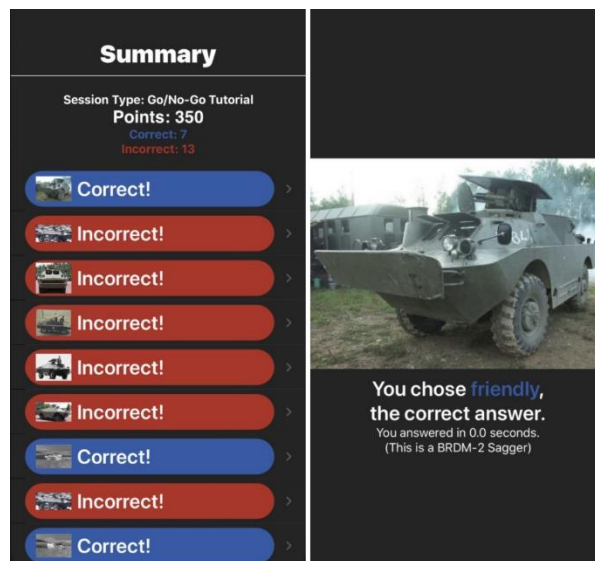 Summary
Session Type: Go/No-Go Tutorial
Points: 350
Correct: 7
Incorrect: 13
Correct!
Incorrect!
Incorrect!
Incorrect!
Incorrect!
Incorrect!
Correct!
Incorrect!
Correct!
You chose friendly,
the correct answer.
You answered in 0.0 seconds.
(This is a BRDM-2 Sagger)